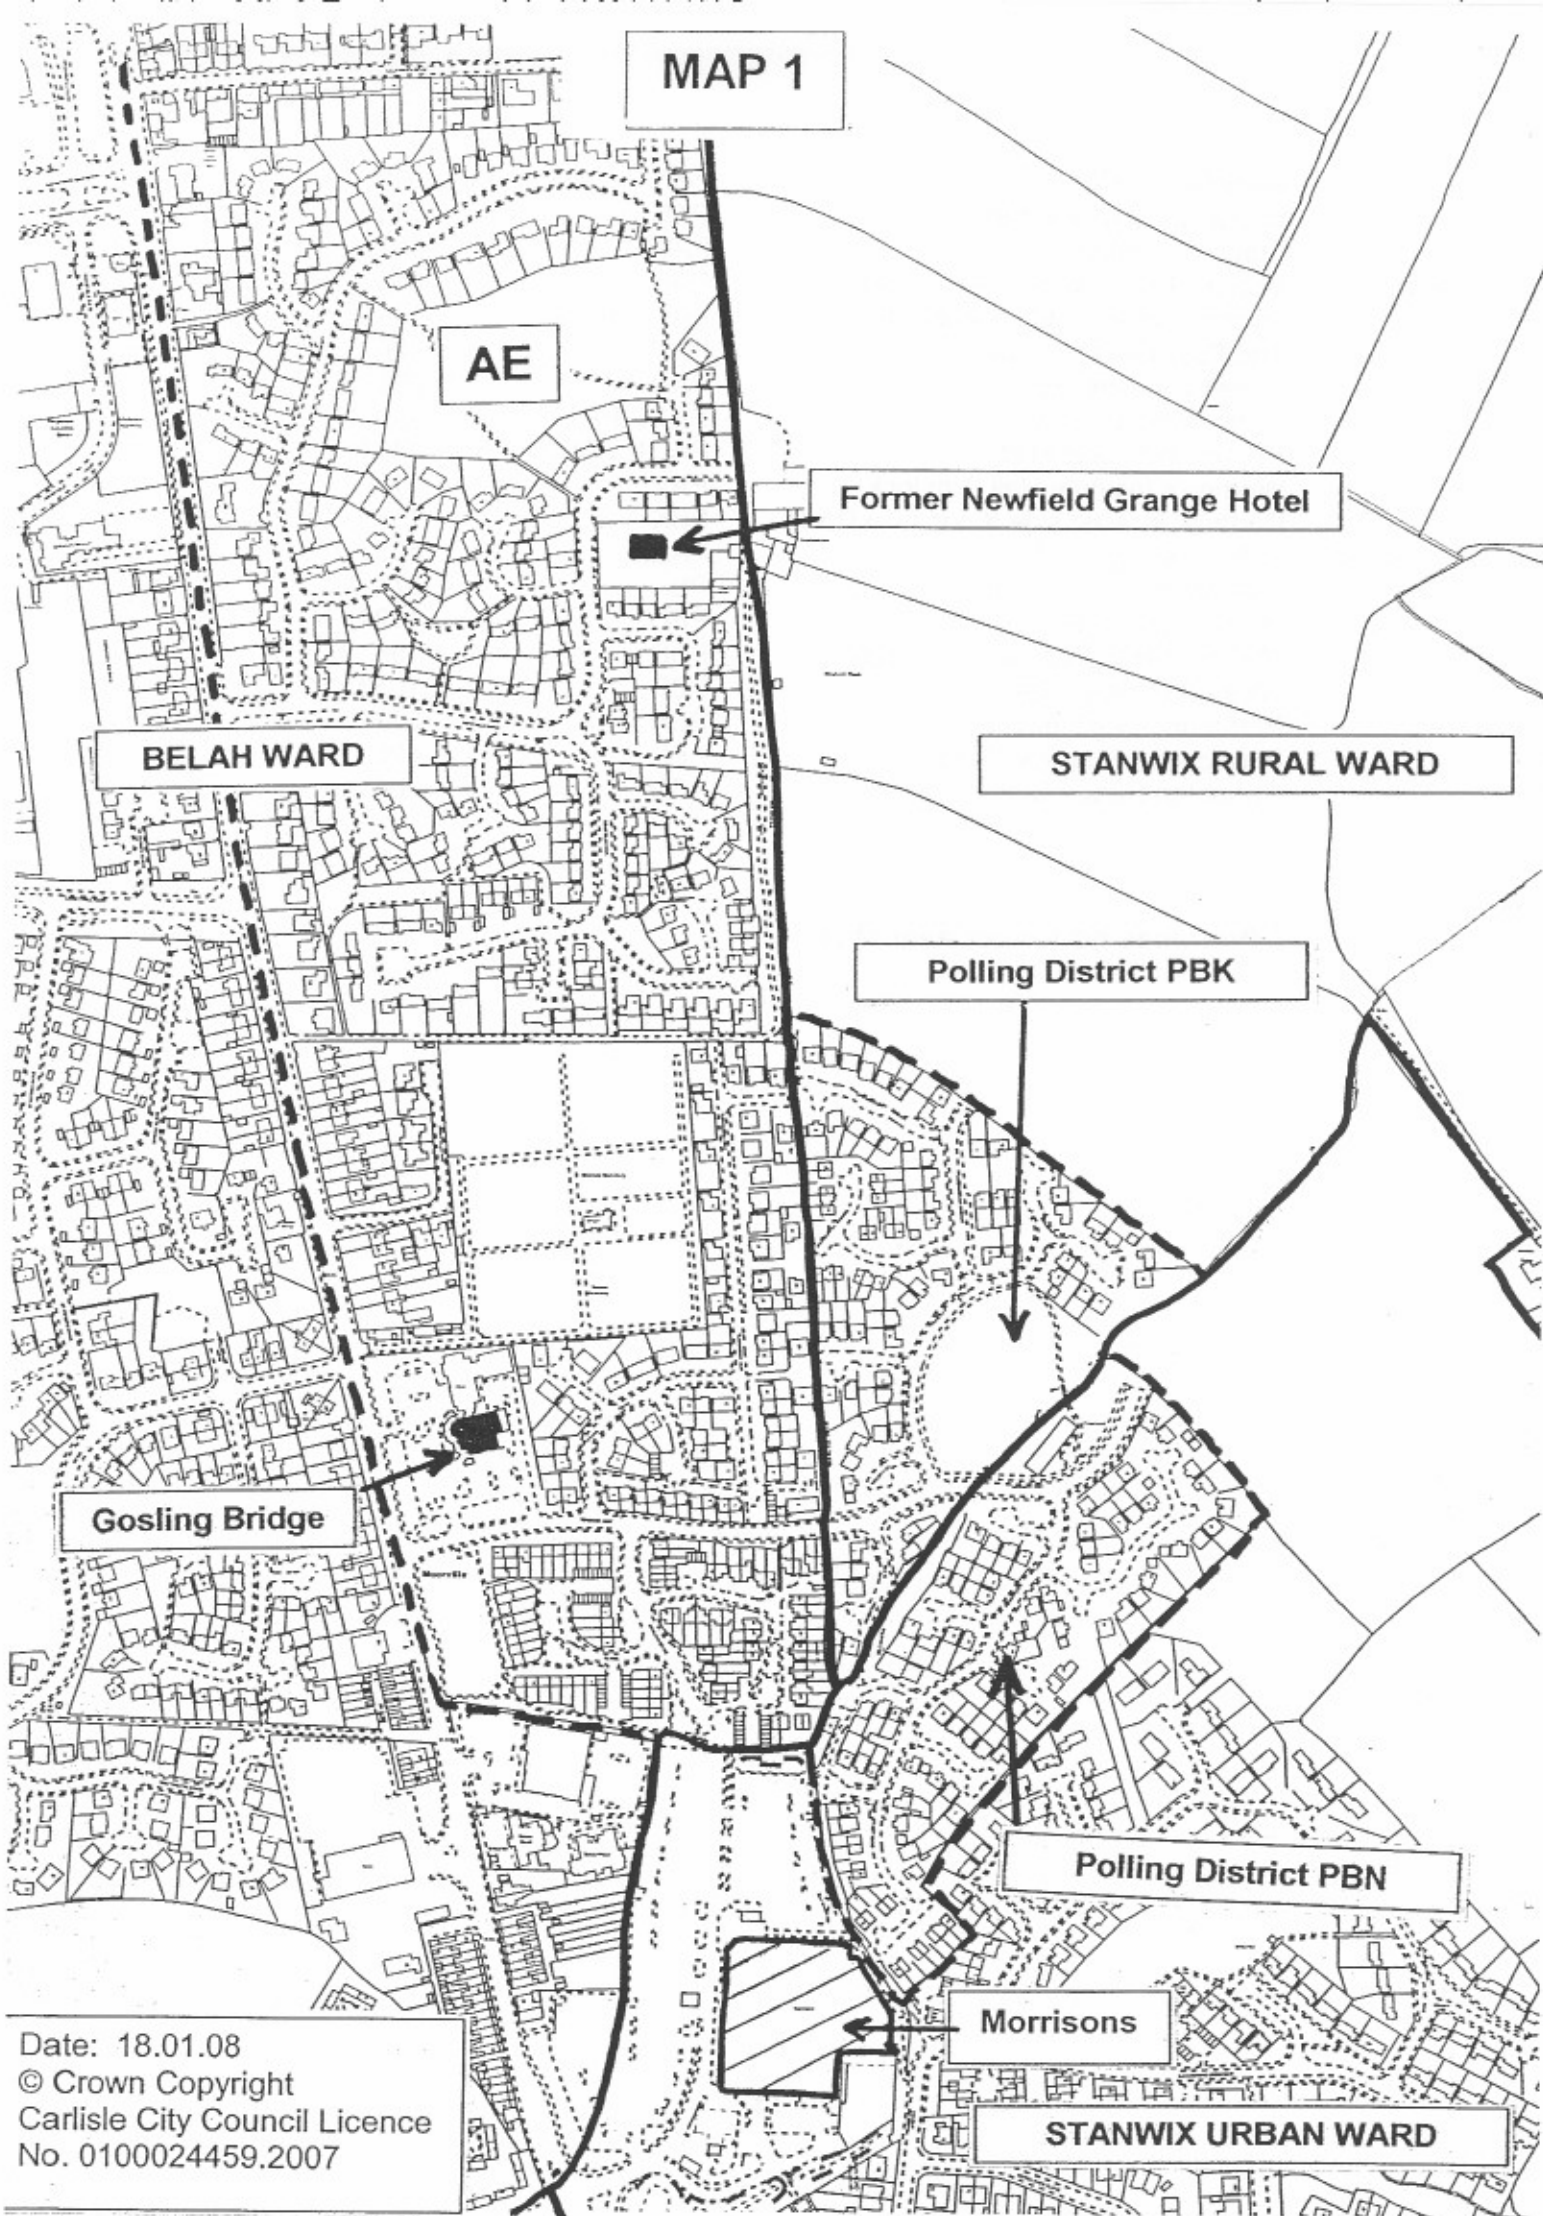 MAP 1
AE
Former Newfield Grange Hotel
BELAH WARD
STANWIX RURAL WARD
Polling District PBK
Gosling Bridge
Moorville
Polling District PBN
Morrisons
STANWIX URBAN WARD
Date: 18.01.08
© Crown Copyright
Carlisle City Council Licence
No. 0100024459.2007